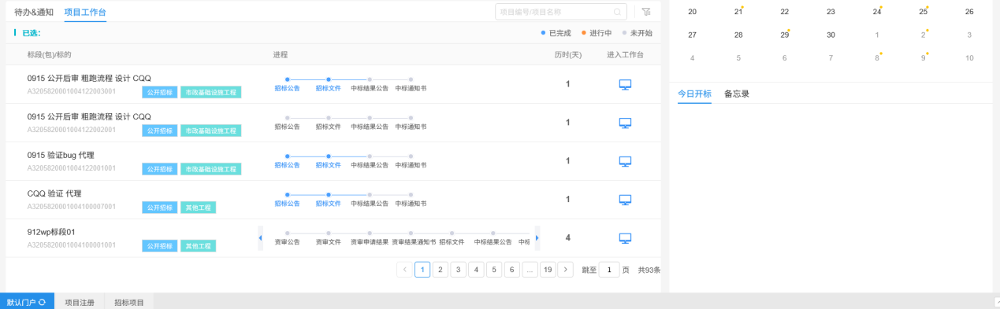 待办&通知 项目工作台 项目编号/项目名称
已选: 已完成 进行中 未开始
标段(包)/标的 进程 历时(天) 进入工作台
0915 公开后审 粗跑流程 设计 CQQ
A3205820001004122003001 公开招标 市政基础设施工程
招标公告 招标文件 中标结果公告 中标通知书
1
0915 公开后审 粗跑流程 设计 CQQ
A3205820001004122002001 公开招标 市政基础设施工程
招标公告 招标文件 中标结果公告 中标通知书
1
0915 验证bug 代理
A3205820001004122001001 公开招标 市政基础设施工程
招标公告 招标文件 中标结果公告 中标通知书
1
CQQ 验证 代理
A3205820001004100007001 公开招标 其他工程
招标公告 招标文件 中标结果公告 中标通知书
1
912wp标段01
A3205820001004100001001 公开招标 其他工程
资审公告 资审文件 资审申请结果 资审结果通知书 招标文件 中标结果公告 中标
4
< 1 2 3 4 5 6 ... 19 > 跳至 1 页 共93条
20 21 22 23 24 25 26
27 28 29 30 1 2 3
4 5 6 7 8 9 10
今日开标 备忘录
默认门户 项目注册 招标项目